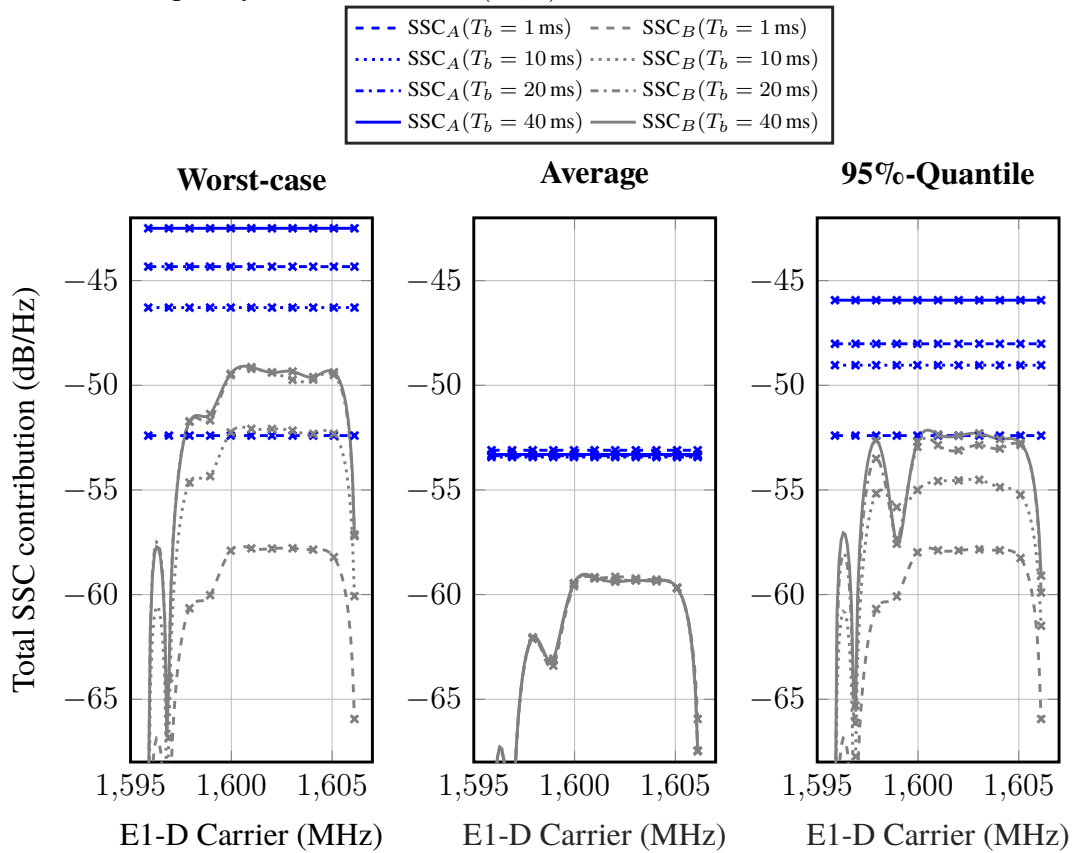 SSC_A(T_b = 1 ms) SSC_B(T_b = 1 ms)
SSC_A(T_b = 10 ms) SSC_B(T_b = 10 ms)
SSC_A(T_b = 20 ms) SSC_B(T_b = 20 ms)
SSC_A(T_b = 40 ms) SSC_B(T_b = 40 ms)
Worst-case Average 95%-Quantile
Total SSC contribution (dB/Hz)
−45 −45 −45
−50 −50 −50
−55 −55 −55
−60 −60 −60
−65 −65 −65
1,595 1,600 1,605 1,595 1,600 1,605 1,595 1,600 1,605
E1-D Carrier (MHz) E1-D Carrier (MHz) E1-D Carrier (MHz)